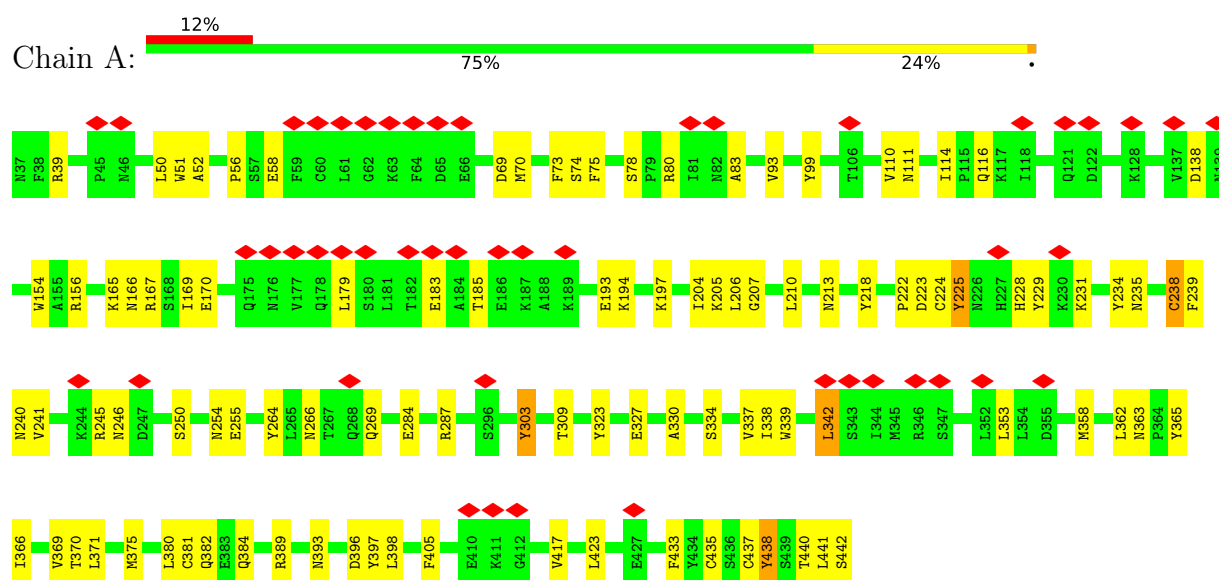 12%
Chain A:
75% 24% •
N37 F38 R39 P45 N46 L50 W51 A52 P56 S57 E58 F59 C60 L61 G62 K63 F64 D65 E66 D69 M70 F73 S74 F75 S78 P79 R80 I81 N82 A83 V93 Y99 T106 V110 N111 I114 P115 Q116 K117 I118 Q121 D122 K128 V137 D138
W154 A155 R156 K165 N166 R167 S168 I169 E170 Q175 N176 V177 Q178 L179 S180 L181 T182 E183 A184 T185 E186 K187 A188 K189 E193 K194 K197 I204 K205 L206 G207 L210 N213 Y218 P222 D223 C224 Y225 N226 H227 H228 Y229 K230 K231 Y234 N235 C238 F239
N240 V241 K244 R245 N246 D247 S250 N254 E255 Y264 L265 N266 T267 Q268 Q269 E284 R287 S296 Y303 T309 Y323 E327 A330 S334 V337 I338 W339 L342 S343 I344 M345 R346 S347 L352 L353 L354 D355 M358 L362 N363 P364 Y365
I366 V369 T370 L371 M375 L380 C381 Q382 E383 Q384 R389 N393 D396 Y397 L398 F405 E410 K411 G412 V417 L423 E427 F433 Y434 C435 S436 C437 Y438 S439 T440 L441 S442